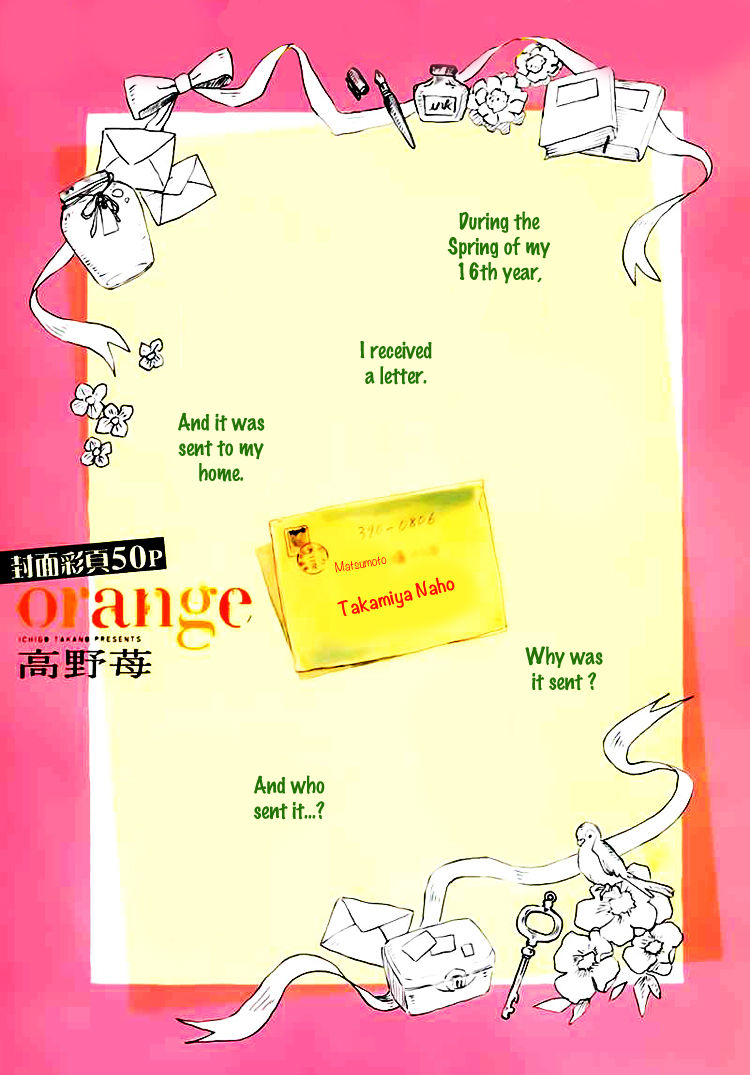 ink
During the
Spring of my
16th year,
I received
a letter.
And it was
sent to my
home.
390-0806
Matsumoto
Takamiya Naho
封面彩頁50P
orange
ICHIGO TAKANO PRESENTS
高野苺
Why was
it sent ?
And who
sent it...?